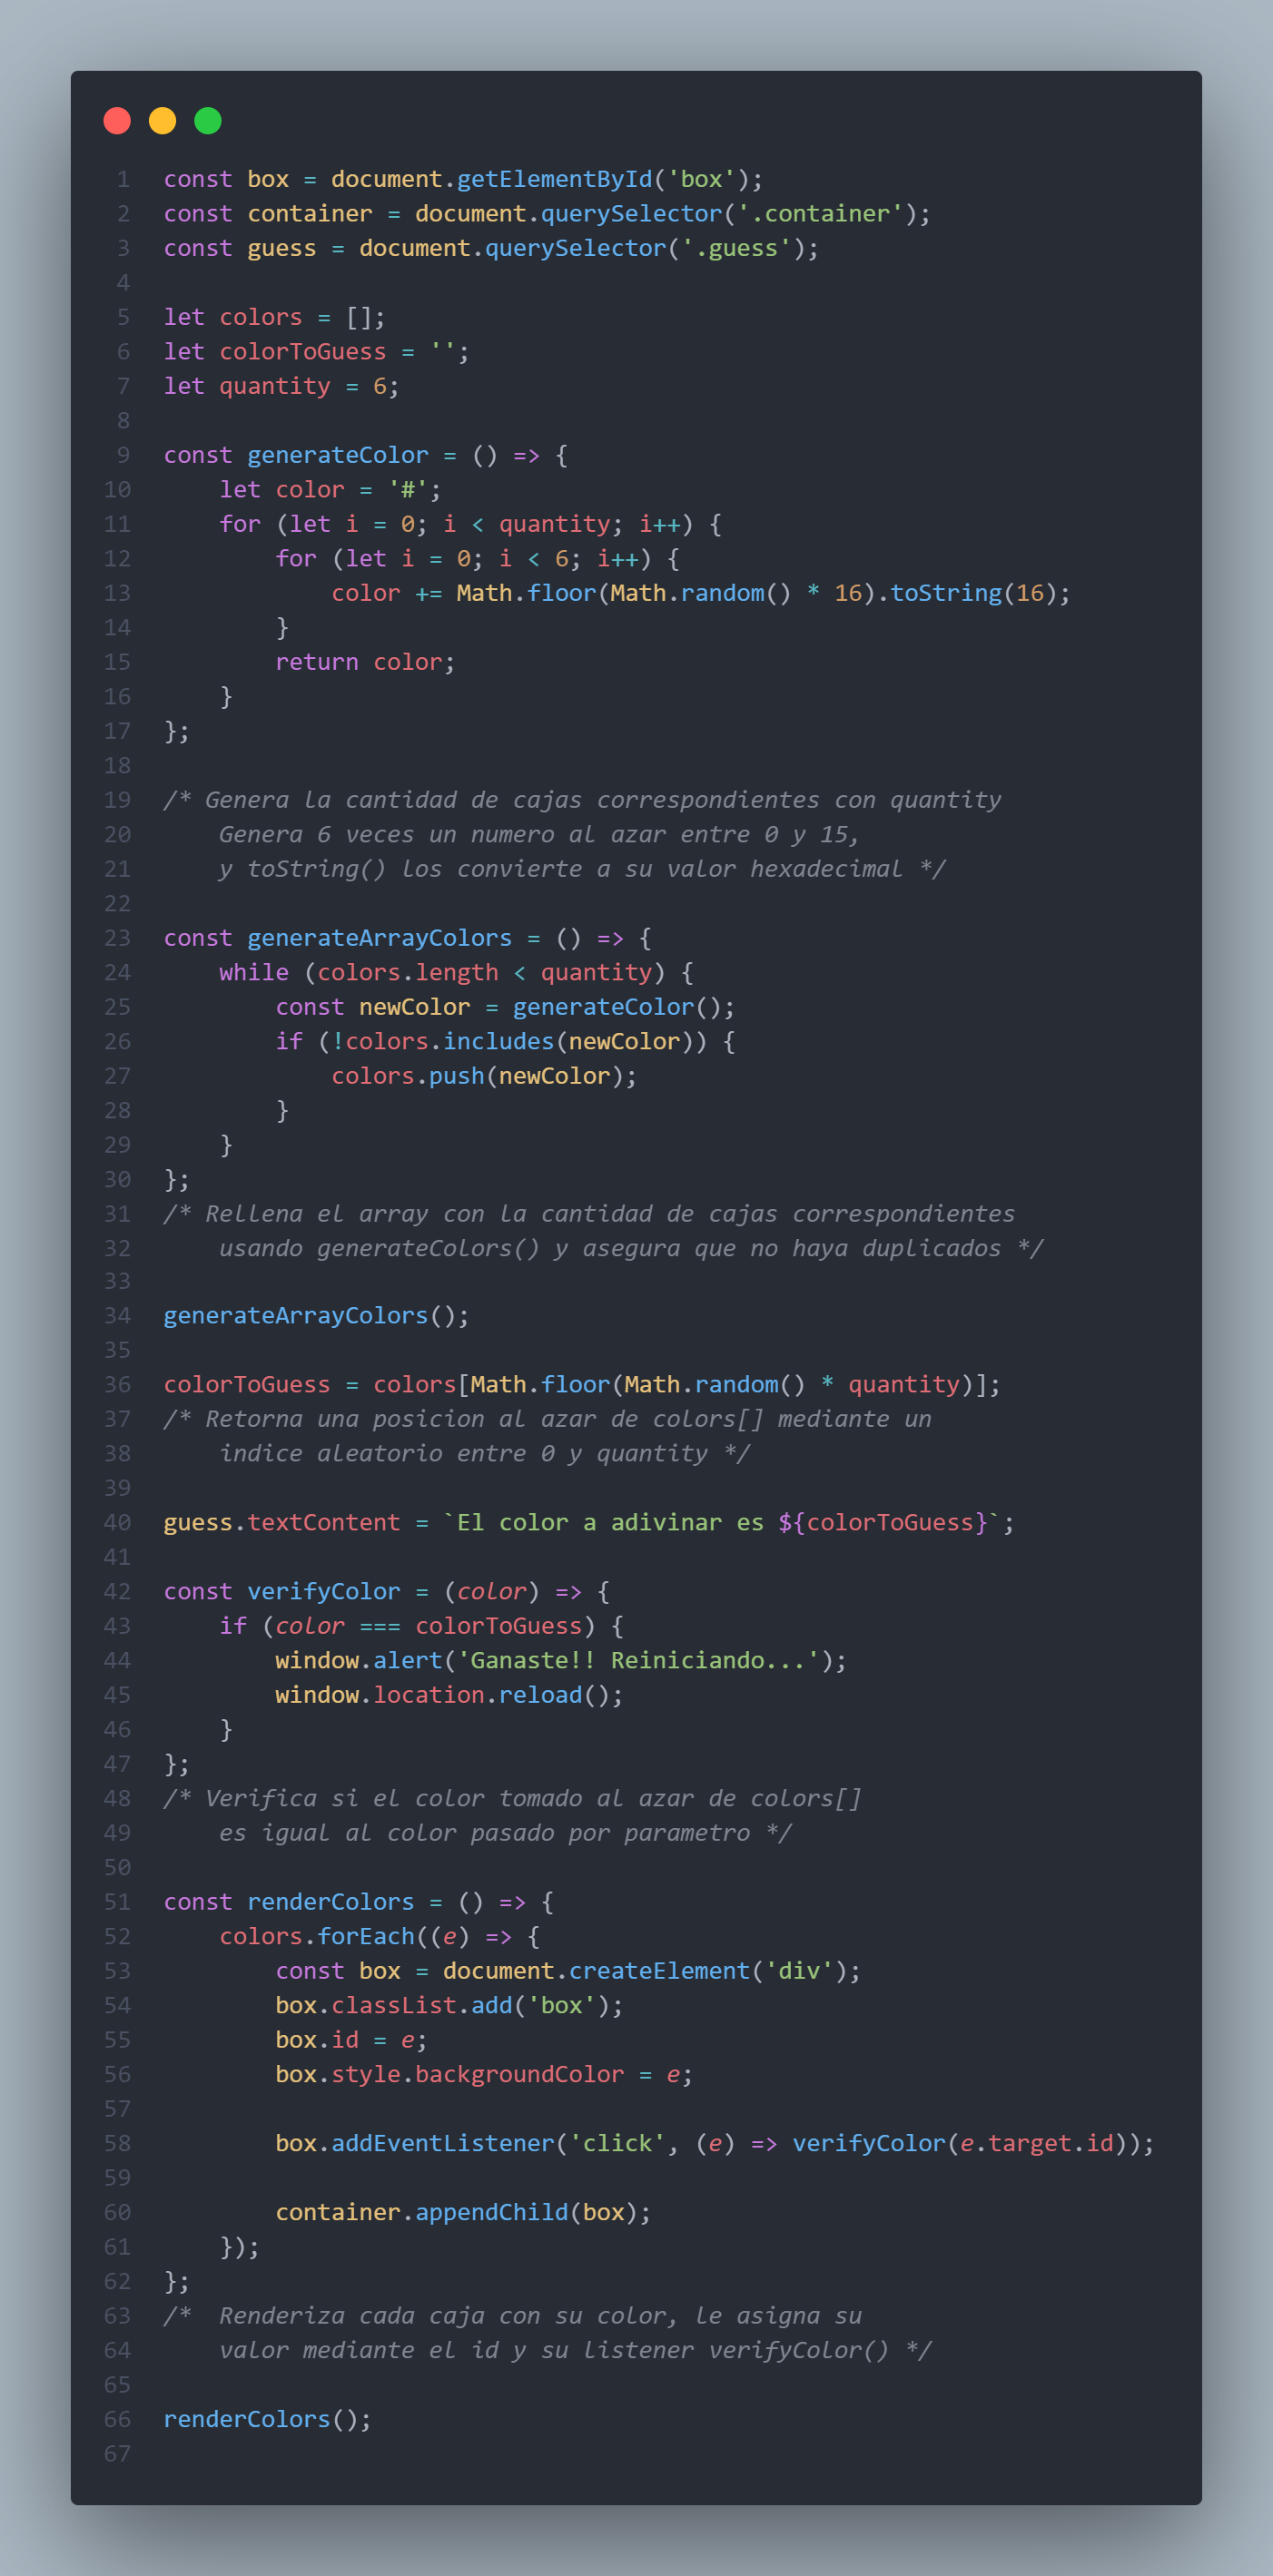 1 const box = document.getElementById('box');
2 const container = document.querySelector('.container');
3 const guess = document.querySelector('.guess');
4
5 let colors = [];
6 let colorToGuess = '';
7 let quantity = 6;
8
9 const generateColor = () => {
10     let color = '#';
11     for (let i = 0; i < quantity; i++) {
12         for (let i = 0; i < 6; i++) {
13             color += Math.floor(Math.random() * 16).toString(16);
14         }
15         return color;
16     }
17 };
18
19 /* Genera la cantidad de cajas correspondientes con quantity
20     Genera 6 veces un numero al azar entre 0 y 15,
21     y toString() los convierte a su valor hexadecimal */
22
23 const generateArrayColors = () => {
24     while (colors.length < quantity) {
25         const newColor = generateColor();
26         if (!colors.includes(newColor)) {
27             colors.push(newColor);
28         }
29     }
30 };
31 /* Rellena el array con la cantidad de cajas correspondientes
32     usando generateColors() y asegura que no haya duplicados */
33
34 generateArrayColors();
35
36 colorToGuess = colors[Math.floor(Math.random() * quantity)];
37 /* Retorna una posicion al azar de colors[] mediante un
38     indice aleatorio entre 0 y quantity */
39
40 guess.textContent = `El color a adivinar es ${colorToGuess}`;
41
42 const verifyColor = (color) => {
43     if (color === colorToGuess) {
44         window.alert('Ganaste!! Reiniciando...');
45         window.location.reload();
46     }
47 };
48 /* Verifica si el color tomado al azar de colors[]
49     es igual al color pasado por parametro */
50
51 const renderColors = () => {
52     colors.forEach((e) => {
53         const box = document.createElement('div');
54         box.classList.add('box');
55         box.id = e;
56         box.style.backgroundColor = e;
57
58         box.addEventListener('click', (e) => verifyColor(e.target.id));
59
60         container.appendChild(box);
61     });
62 };
63 /*  Renderiza cada caja con su color, le asigna su
64     valor mediante el id y su listener verifyColor() */
65
66 renderColors();
67